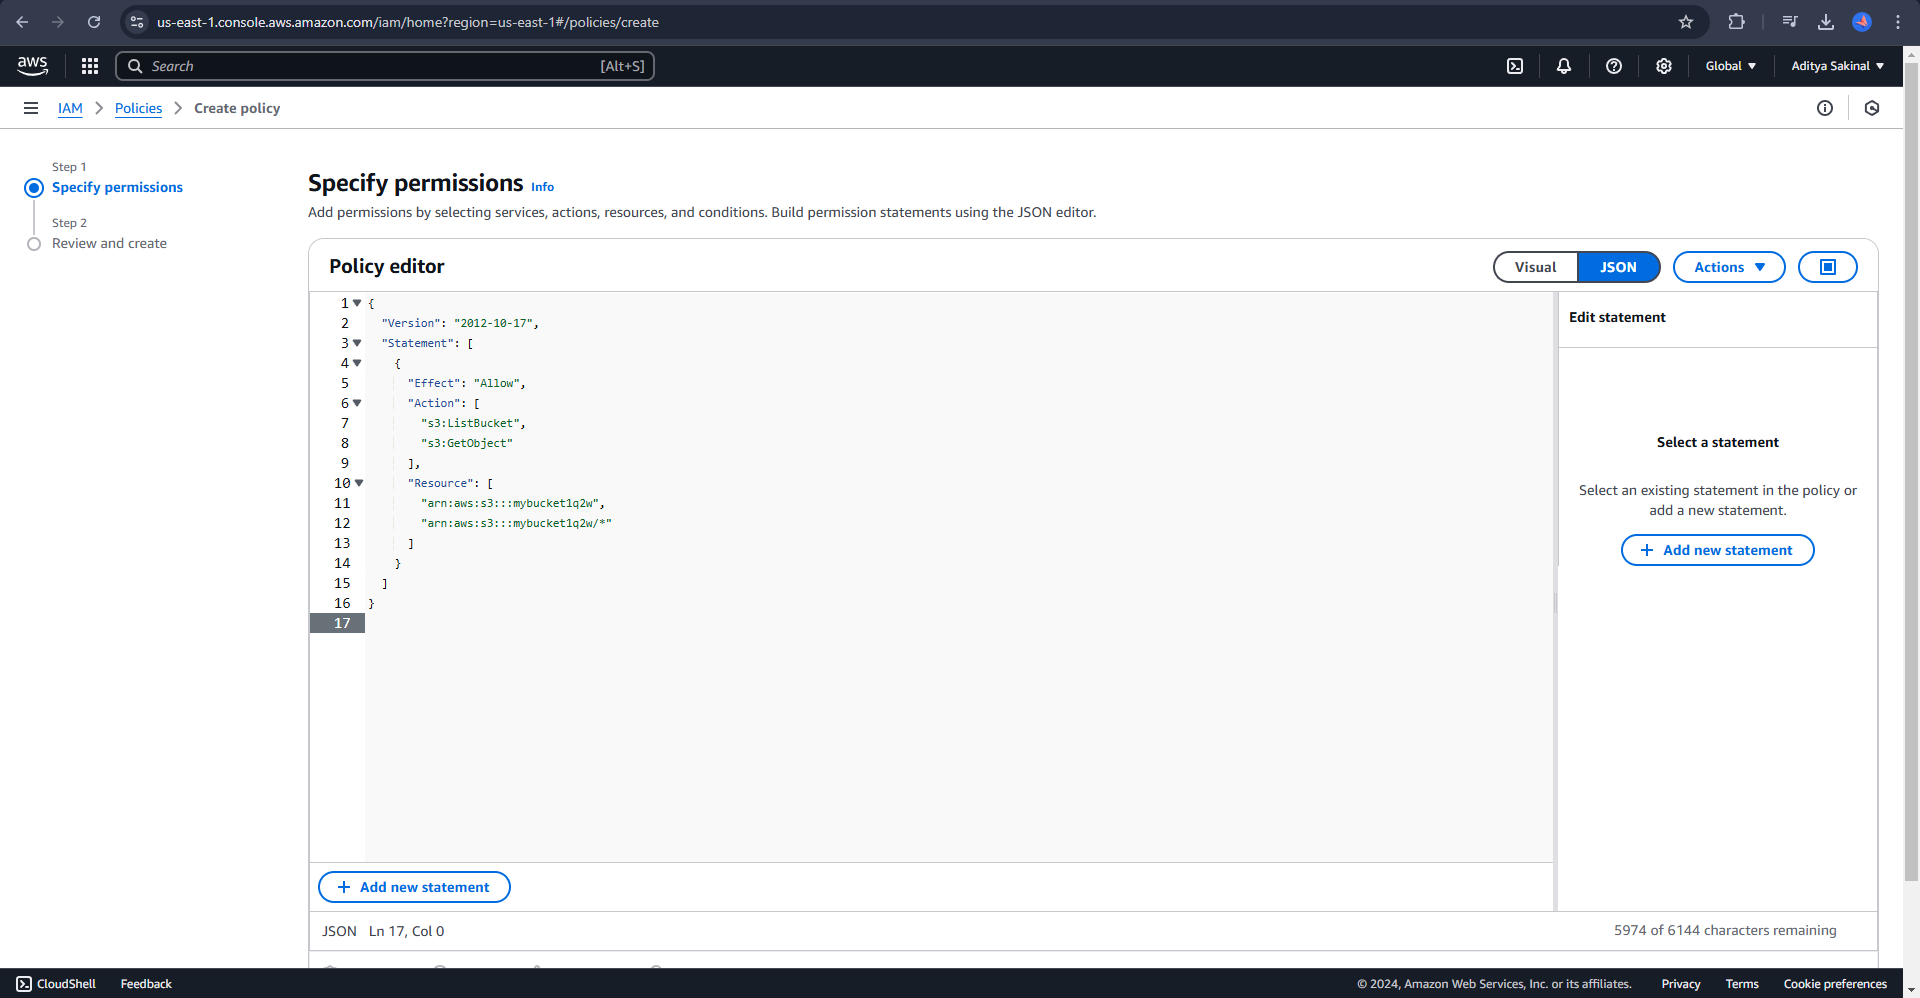 us-east-1.console.aws.amazon.com/iam/home?region=us-east-1#/policies/create
aws
Search
[Alt+S]
Global
Aditya Sakinal
IAM
Policies
Create policy
Step 1
Specify permissions
Step 2
Review and create
Specify permissions Info
Add permissions by selecting services, actions, resources, and conditions. Build permission statements using the JSON editor.
Policy editor
Visual
JSON
Actions
1 {
2 "Version": "2012-10-17",
3 "Statement": [
4 {
5 "Effect": "Allow",
6 "Action": [
7 "s3:ListBucket",
8 "s3:GetObject"
9 ],
10 "Resource": [
11 "arn:aws:s3:::mybucket1q2w",
12 "arn:aws:s3:::mybucket1q2w/*"
13 ]
14 }
15 ]
16 }
17
Edit statement
Select a statement
Select an existing statement in the policy or
add a new statement.
+ Add new statement
+ Add new statement
JSON Ln 17, Col 0
5974 of 6144 characters remaining
CloudShell
Feedback
© 2024, Amazon Web Services, Inc. or its affiliates.
Privacy
Terms
Cookie preferences